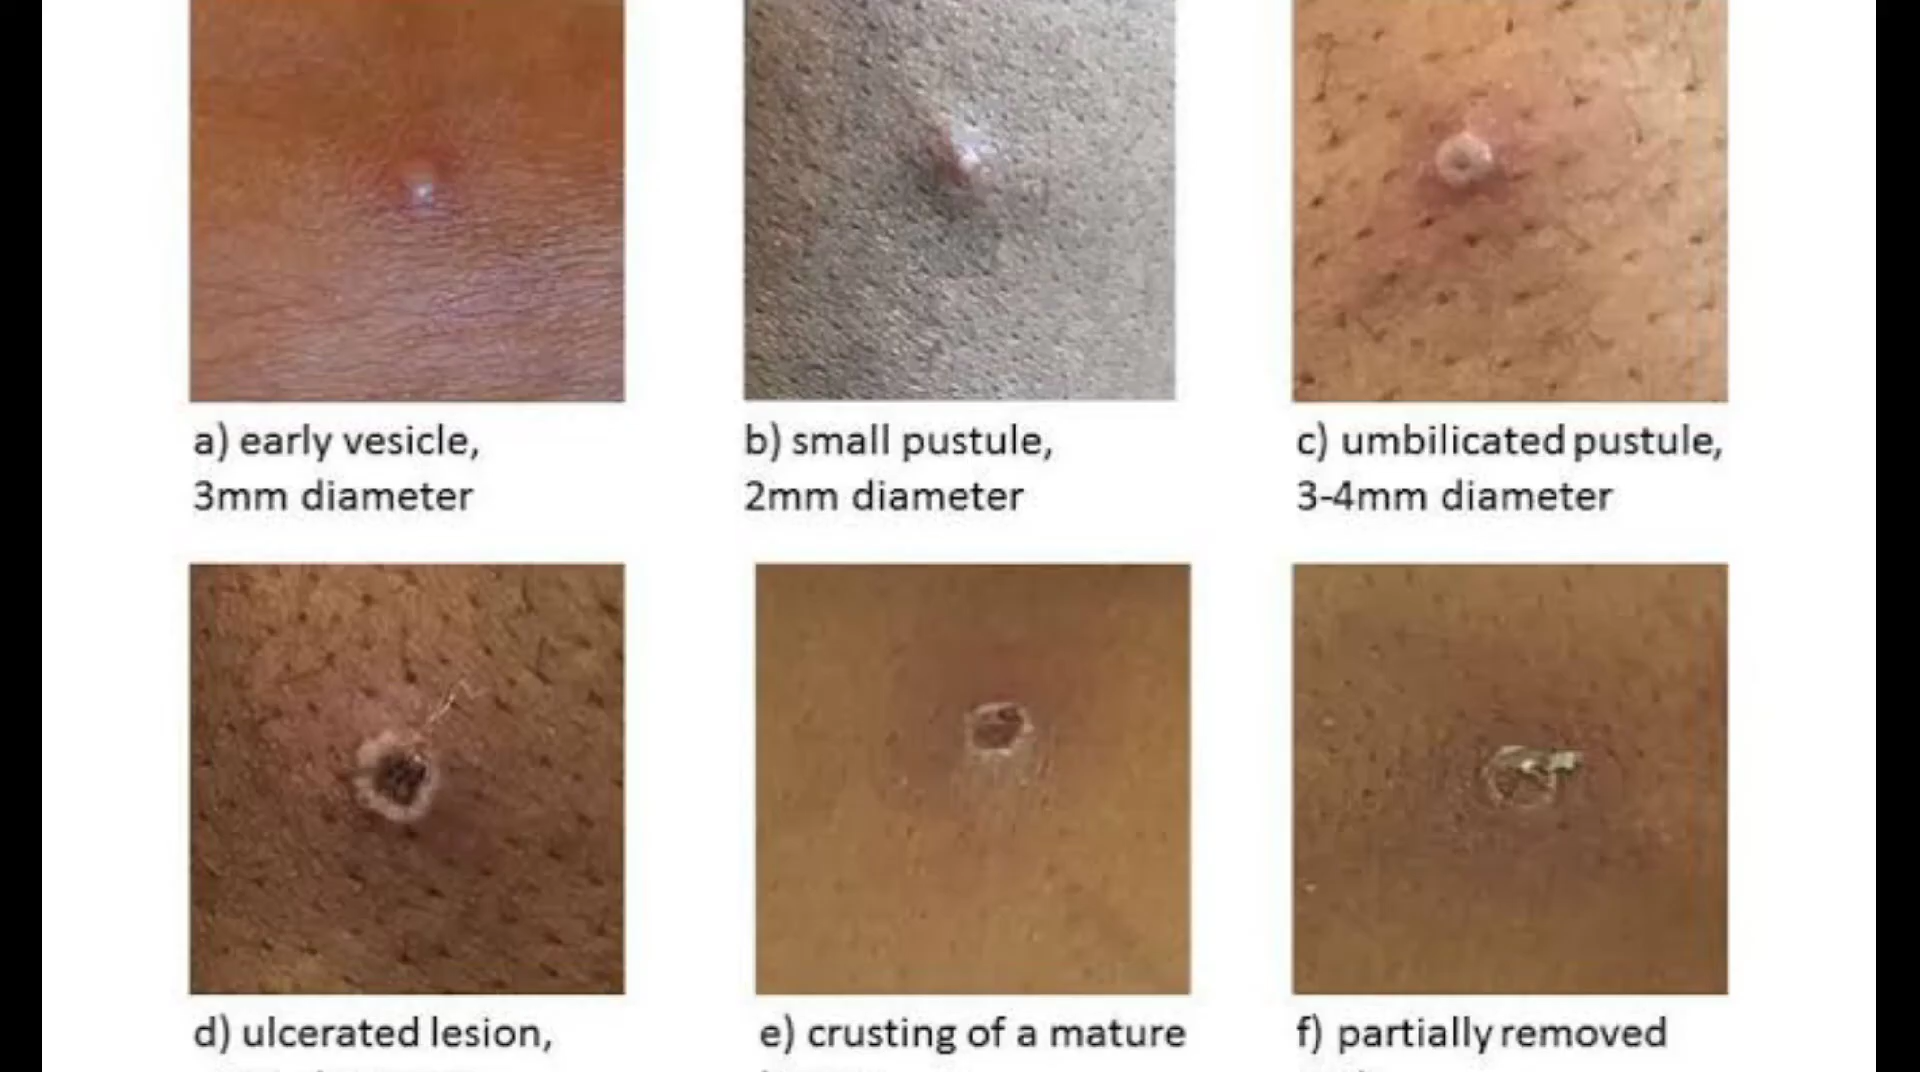 a) early vesicle,
3mm diameter
b) small pustule,
2mm diameter
c) umbilicated pustule,
3-4mm diameter
d) ulcerated lesion,
e) crusting of a mature
f) partially removed